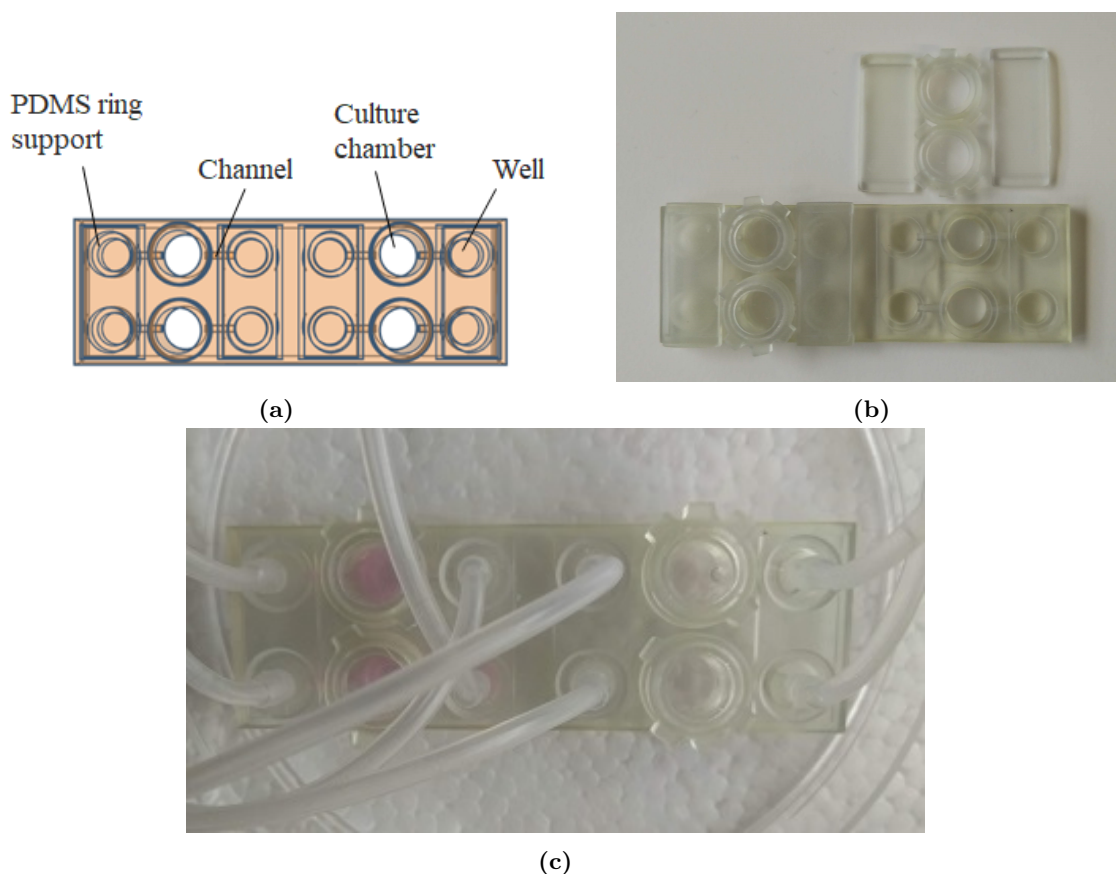 PDMS ring
support
Channel
Culture
chamber
Well
(a)
(b)
(c)